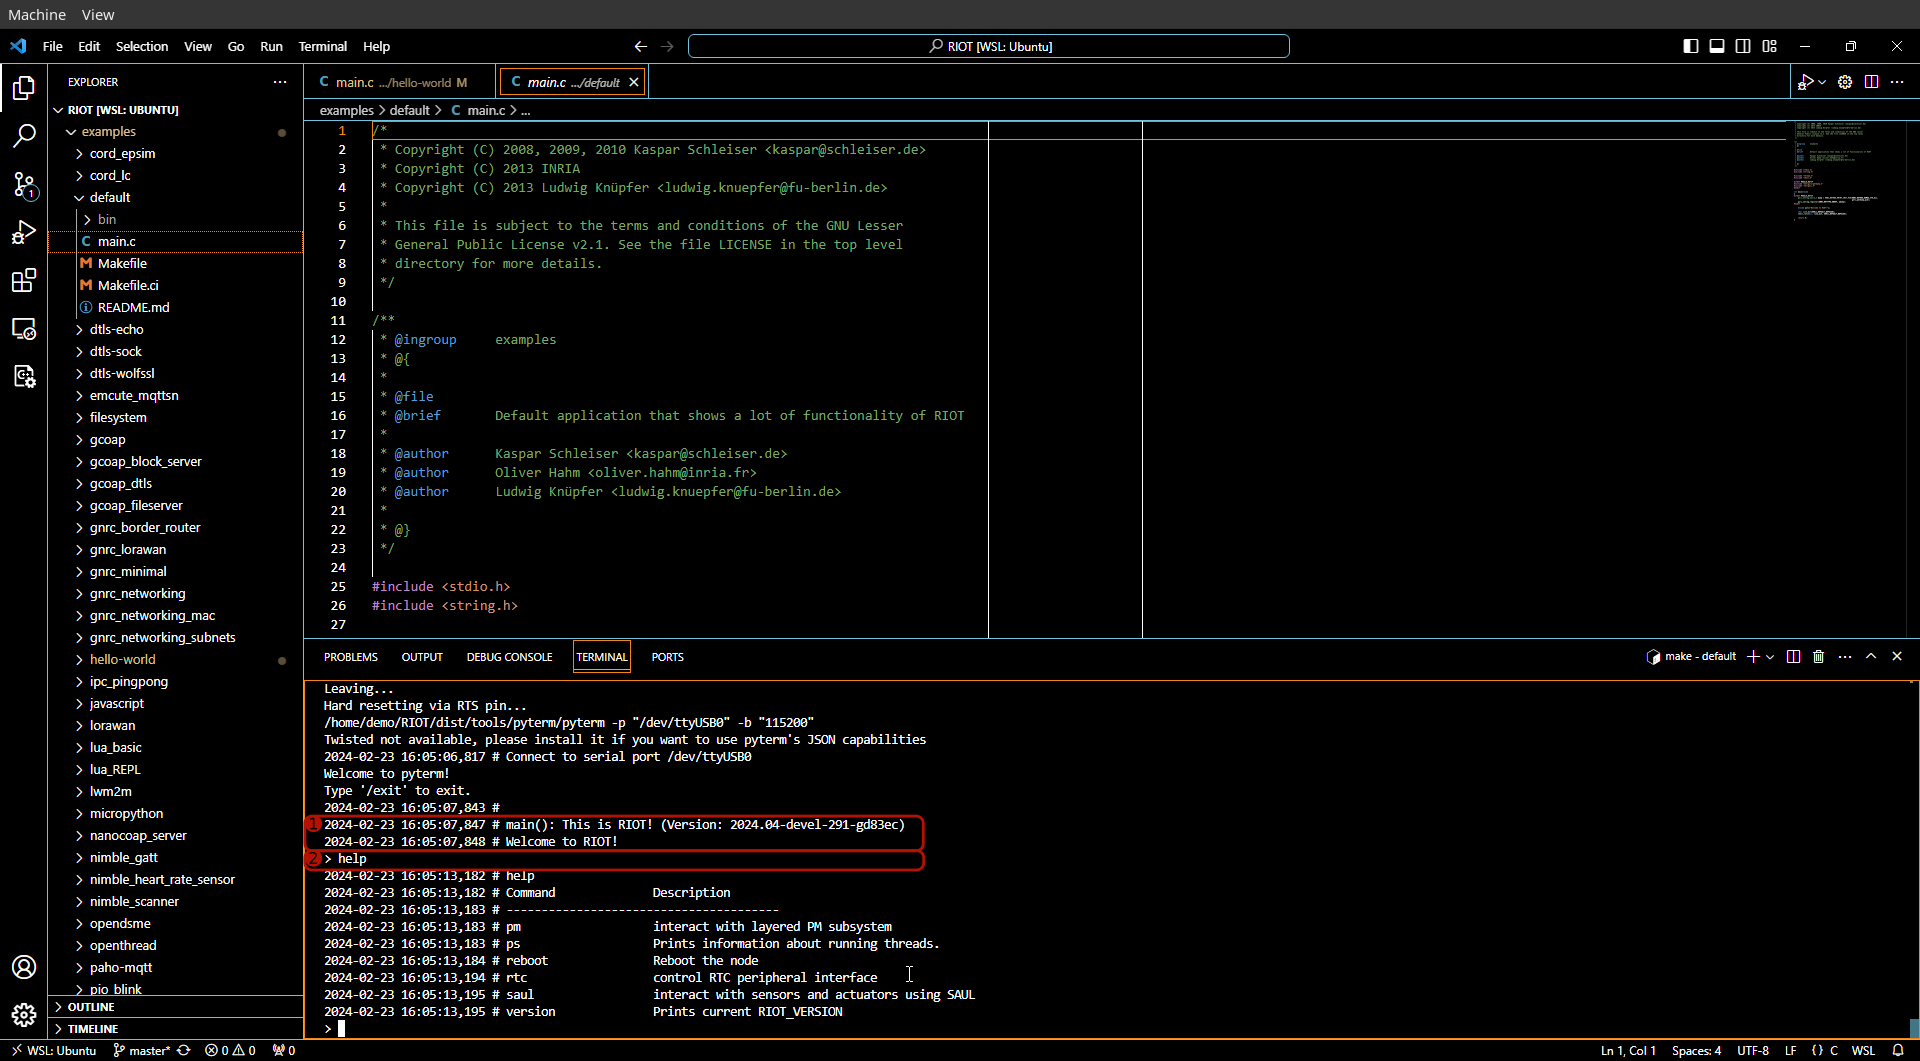 Machine View
File Edit Selection View Go Run Terminal Help
RIOT [WSL: Ubuntu]
EXPLORER
RIOT [WSL: UBUNTU]
examples
cord_epsim
cord_lc
default
bin
C main.c
M Makefile
M Makefile.ci
README.md
dtls-echo
dtls-sock
dtls-wolfssl
emcute_mqttsn
filesystem
gcoap
gcoap_block_server
gcoap_dtls
gcoap_fileserver
gnrc_border_router
gnrc_lorawan
gnrc_minimal
gnrc_networking
gnrc_networking_mac
gnrc_networking_subnets
hello-world
ipc_pingpong
javascript
lorawan
lua_basic
lua_REPL
lwm2m
micropython
nanocoap_server
nimble_gatt
nimble_heart_rate_sensor
nimble_scanner
opendsme
openthread
paho-mqtt
pio_blink
OUTLINE
TIMELINE
1
C main.c .../hello-world M
C main.c .../default
examples > default > C main.c > ...
1 /*
2 * Copyright (C) 2008, 2009, 2010 Kaspar Schleiser <kaspar@schleiser.de>
3 * Copyright (C) 2013 INRIA
4 * Copyright (C) 2013 Ludwig Knüpfer <ludwig.knuepfer@fu-berlin.de>
5 *
6 * This file is subject to the terms and conditions of the GNU Lesser
7 * General Public License v2.1. See the file LICENSE in the top level
8 * directory for more details.
9 */
10
11 /**
12 * @ingroup examples
13 * @{
14 *
15 * @file
16 * @brief Default application that shows a lot of functionality of RIOT
17 *
18 * @author Kaspar Schleiser <kaspar@schleiser.de>
19 * @author Oliver Hahm <oliver.hahm@inria.fr>
20 * @author Ludwig Knüpfer <ludwig.knuepfer@fu-berlin.de>
21 *
22 * @}
23 */
24
25 #include <stdio.h>
26 #include <string.h>
27
PROBLEMS OUTPUT DEBUG CONSOLE TERMINAL PORTS
make - default
Leaving...
Hard resetting via RTS pin...
/home/demo/RIOT/dist/tools/pyterm/pyterm -p "/dev/ttyUSB0" -b "115200"
Twisted not available, please install it if you want to use pyterm's JSON capabilities
2024-02-23 16:05:06,817 # Connect to serial port /dev/ttyUSB0
Welcome to pyterm!
Type '/exit' to exit.
2024-02-23 16:05:07,843 #
1 2024-02-23 16:05:07,847 # main(): This is RIOT! (Version: 2024.04-devel-291-gd83ec)
2024-02-23 16:05:07,848 # Welcome to RIOT!
2 > help
2024-02-23 16:05:13,182 # help
2024-02-23 16:05:13,182 # Command Description
2024-02-23 16:05:13,183 # ---------------------------------------
2024-02-23 16:05:13,183 # pm interact with layered PM subsystem
2024-02-23 16:05:13,183 # ps Prints information about running threads.
2024-02-23 16:05:13,184 # reboot Reboot the node
2024-02-23 16:05:13,194 # rtc control RTC peripheral interface
2024-02-23 16:05:13,195 # saul interact with sensors and actuators using SAUL
2024-02-23 16:05:13,195 # version Prints current RIOT_VERSION
>
WSL: Ubuntu master* 0 0 0
Ln 1, Col 1 Spaces: 4 UTF-8 LF {} C WSL